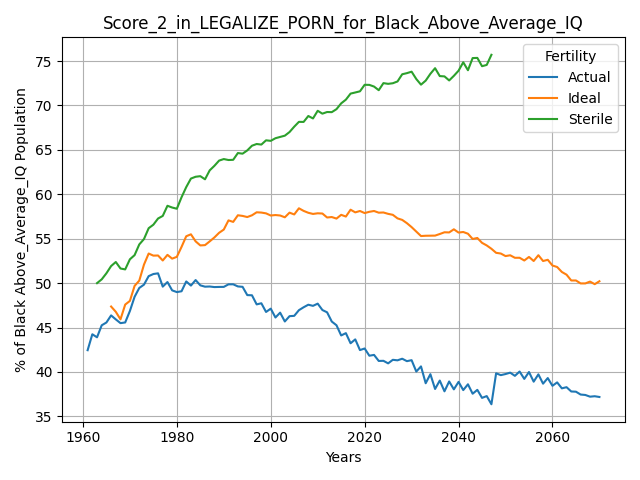 Score_2_in_LEGALIZE_PORN_for_Black_Above_Average_IQ
% of Black Above_Average_IQ Population
75
70
65
60
55
50
45
40
35
Fertility
Actual
Ideal
Sterile
1960 1980 2000 2020 2040 2060
Years